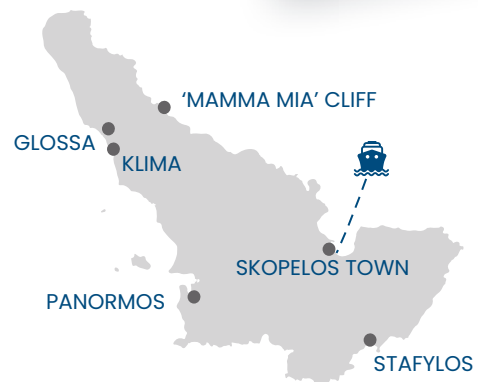 ‘MAMMA MIA’ CLIFF
GLOSSA
KLIMA
SKOPELOS TOWN
PANORMOS
STAFYLOS